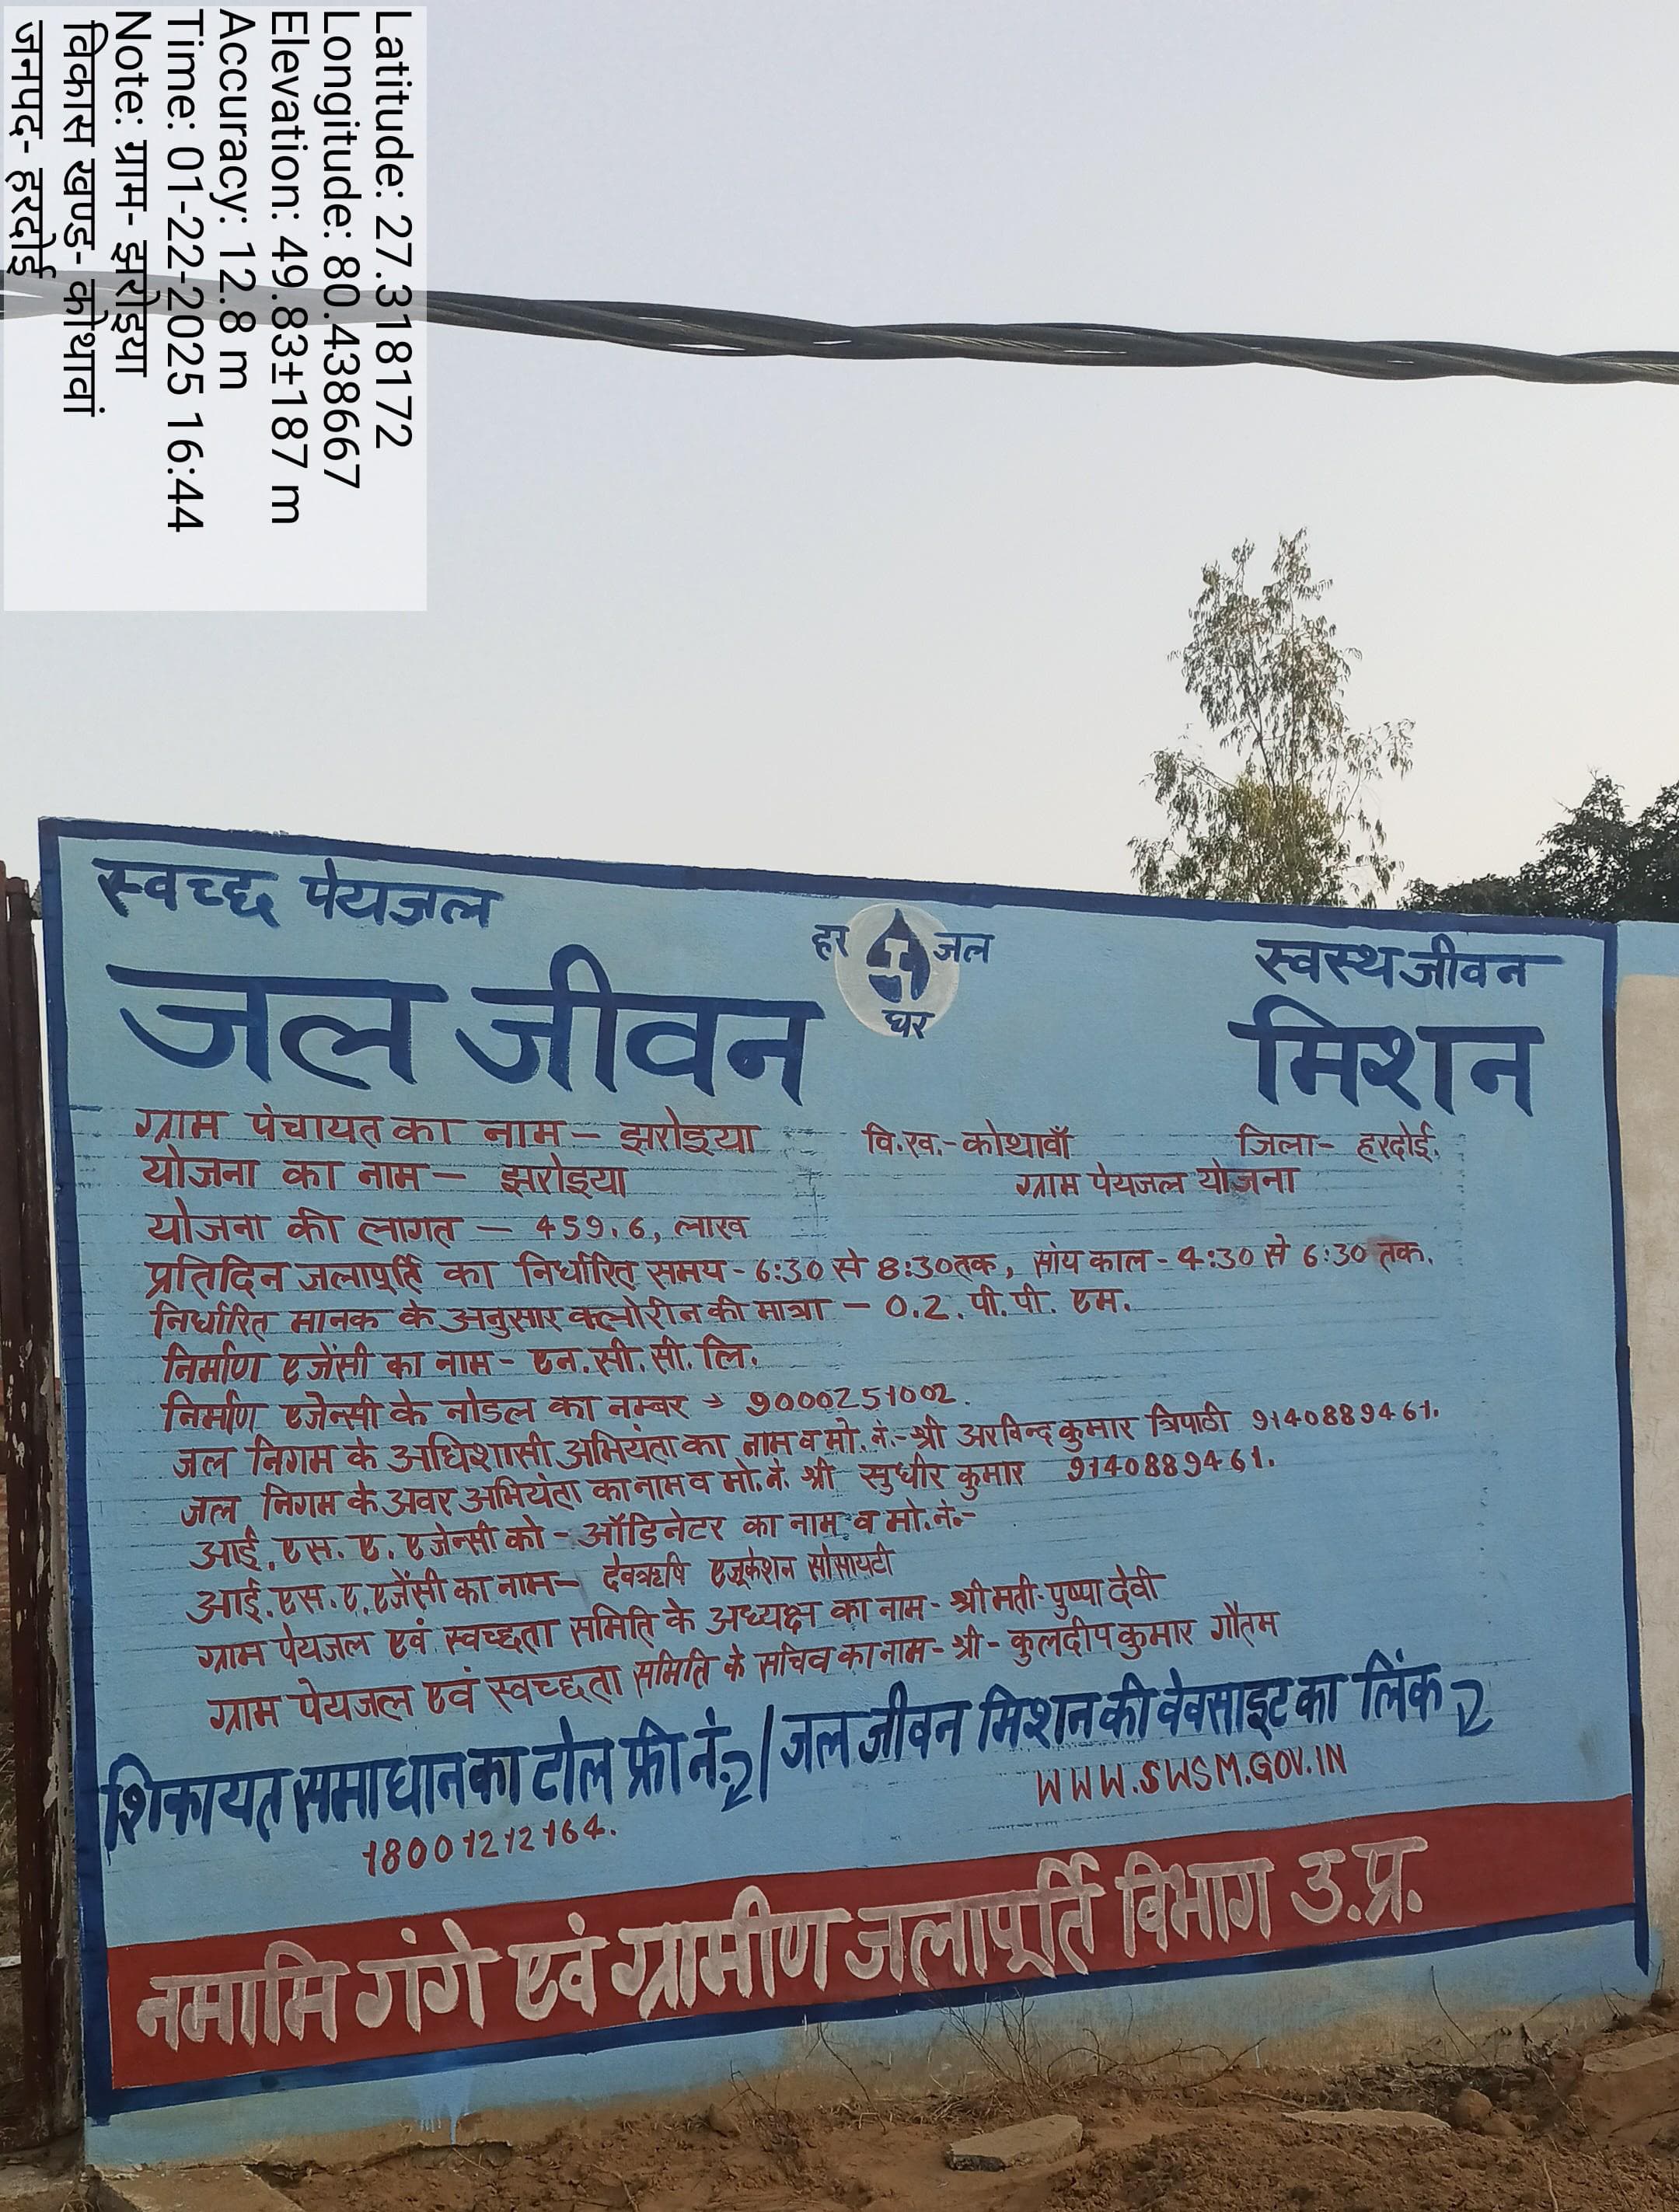 Latitude: 27.318172
Longitude: 80.438667
Elevation: 49.83±187 m
Accuracy: 12.8 m
Time: 01-22-2025 16:44
Note: ग्राम- झरोइया
विकास खण्ड- कोथावां
जनपद- हरदोई
स्वच्छ पेयजल
हर जल
घर
स्वस्थ जीवन
जल जीवन मिशन
ग्राम पंचायत का नाम – झरोइया वि.ख.- कोथावाँ जिला- हरदोई.
योजना का नाम – झरोइया ग्राम पेयजल योजना
योजना की लागत – 459.6, लाख
प्रतिदिन जलापूर्ति का निर्धारित समय - 6:30 से 8:30 तक, सांय काल - 4:30 से 6:30 तक.
निर्धारित मानक के अनुसार क्लोरीन की मात्रा – 0.2. पी. पी. एम.
निर्माण एजेंसी का नाम - एन. सी. सी. लि.
निर्माण एजेन्सी के नोडल का नम्बर → 9000251002.
जल निगम के अधिशासी अभियंता का नाम व मो. नं.- श्री अरविन्द कुमार त्रिपाठी 9140889461.
जल निगम के अवर अभियंता का नाम व मो.नं. श्री सुधीर कुमार 9140889461.
आई. एस. ए. एजेन्सी को - ऑडिनेटर का नाम व मो.नं.-
आई. एस. ए. एजेंसी का नाम – देवऋषि एजूकेशन सोसायटी
ग्राम पेयजल एवं स्वच्छता समिति के अध्यक्ष का नाम - श्रीमती- पुष्पा देवी
ग्राम पेयजल एवं स्वच्छता समिति के सचिव का नाम - श्री - कुलदीप कुमार गौतम
शिकायत समाधान का टोल फ्री नं. / जल जीवन मिशन की वेवसाइट का लिंक
18001212164.
WWW.SWSM.GOV.IN
नमामि गंगे एवं ग्रामीण जलापूर्ति विभाग उ.प्र.